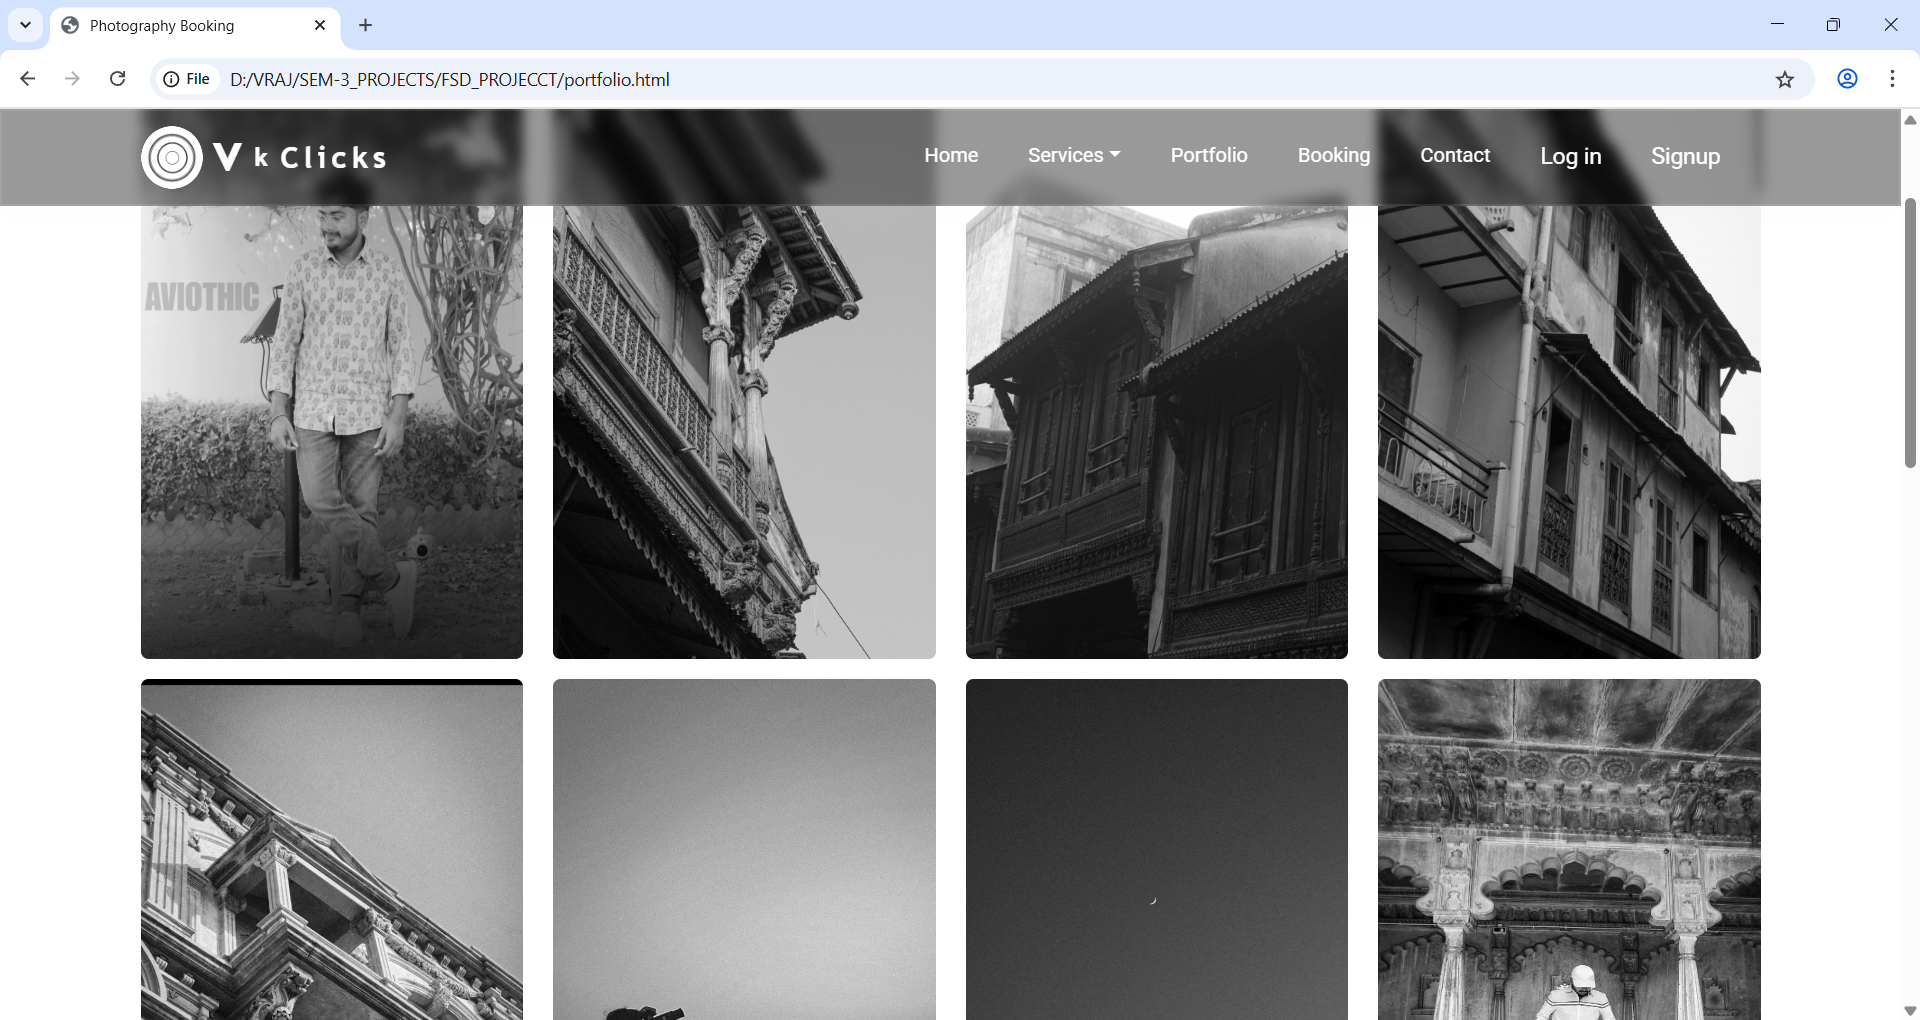 Photography Booking
File D:/VRAJ/SEM-3_PROJECTS/FSD_PROJECCT/portfolio.html
V k Clicks Home Services Portfolio Booking Contact Log in Signup
AVIOTHIC